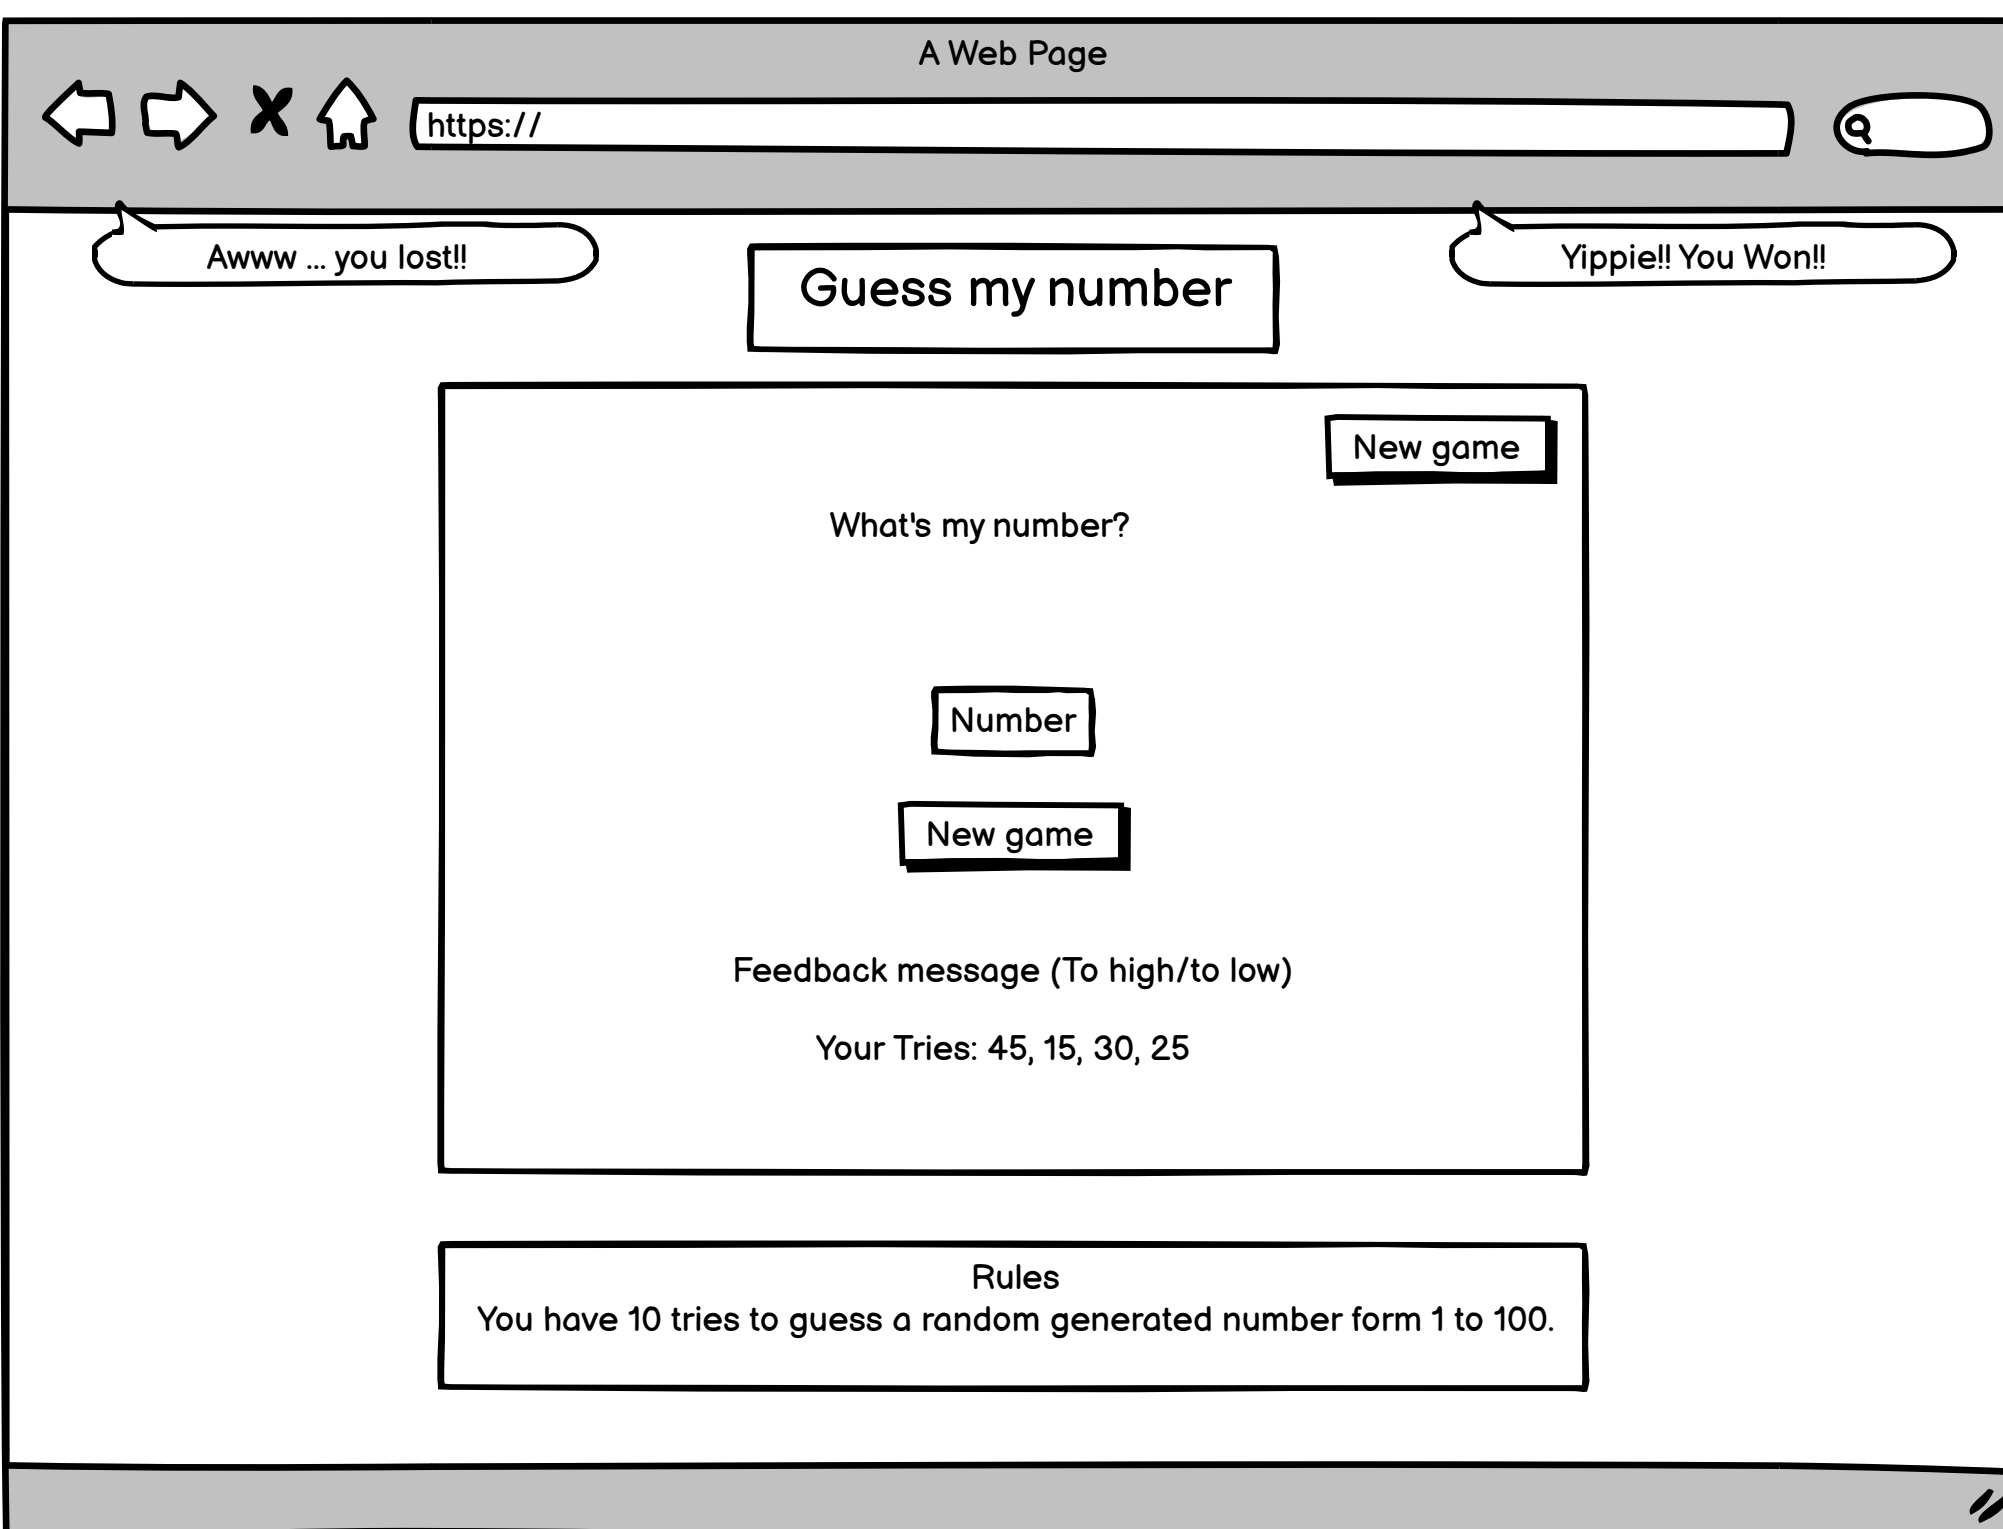 A Web Page
https://
Awww ... you lost!!
Yippie!! You Won!!
Guess my number
New game
What's my number?
Number
New game
Feedback message (To high/to low)
Your Tries: 45, 15, 30, 25
Rules
You have 10 tries to guess a random generated number form 1 to 100.